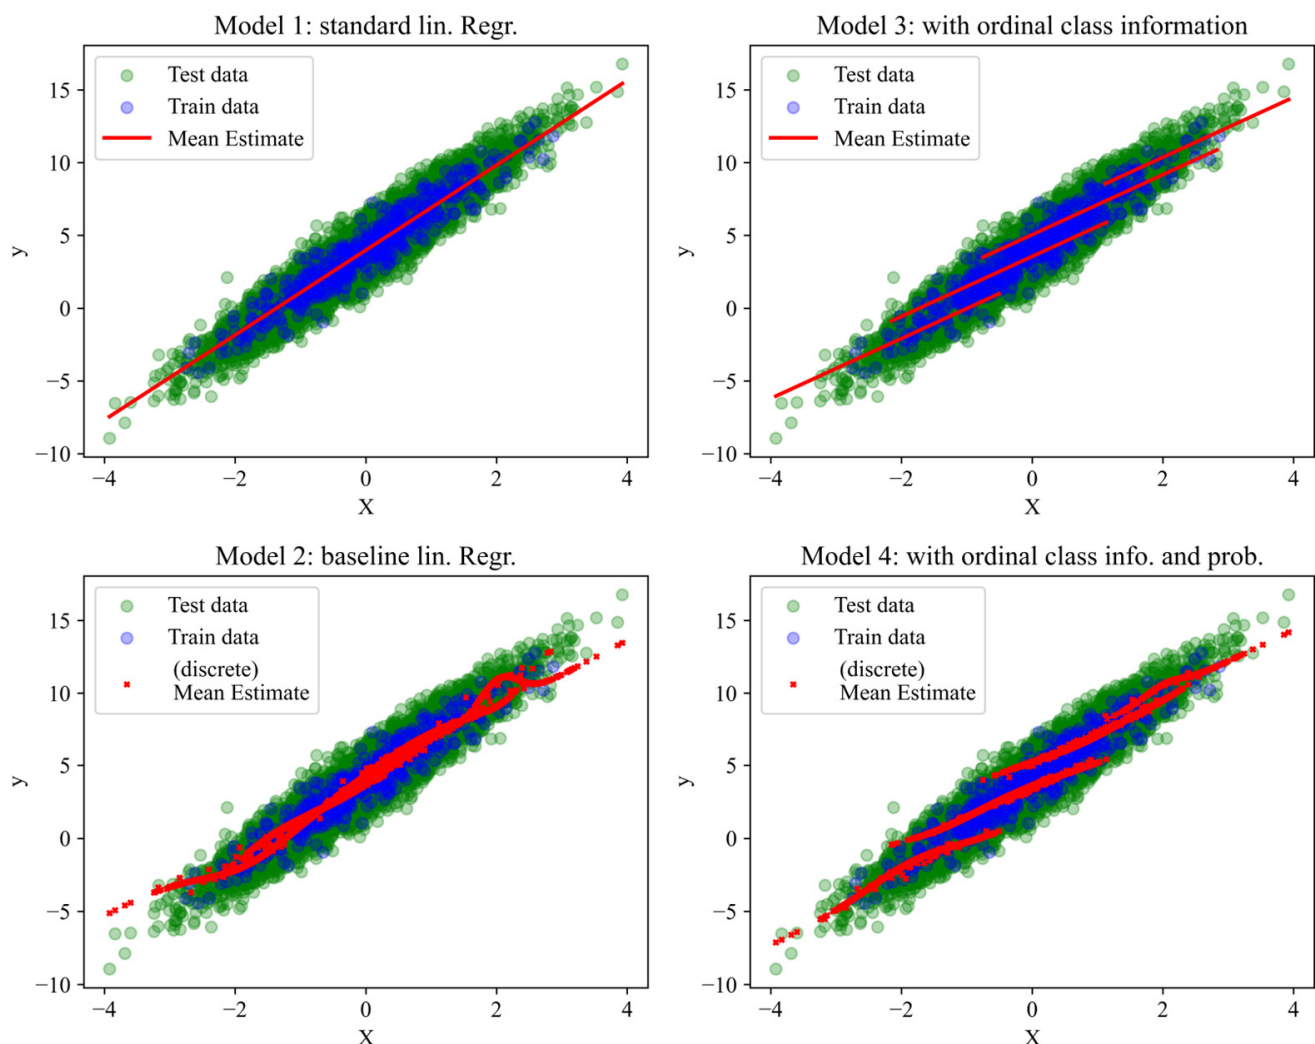 Model 1: standard lin. Regr.
Test data
Train data
Mean Estimate
y
15
10
5
0
−5
−10
−4
−2
0
2
4
X
Model 3: with ordinal class information
Test data
Train data
Mean Estimate
y
15
10
5
0
−5
−10
−4
−2
0
2
4
X
Model 2: baseline lin. Regr.
Test data
Train data
(discrete)
Mean Estimate
y
15
10
5
0
−5
−10
−4
−2
0
2
4
X
Model 4: with ordinal class info. and prob.
Test data
Train data
(discrete)
Mean Estimate
y
15
10
5
0
−5
−10
−4
−2
0
2
4
X